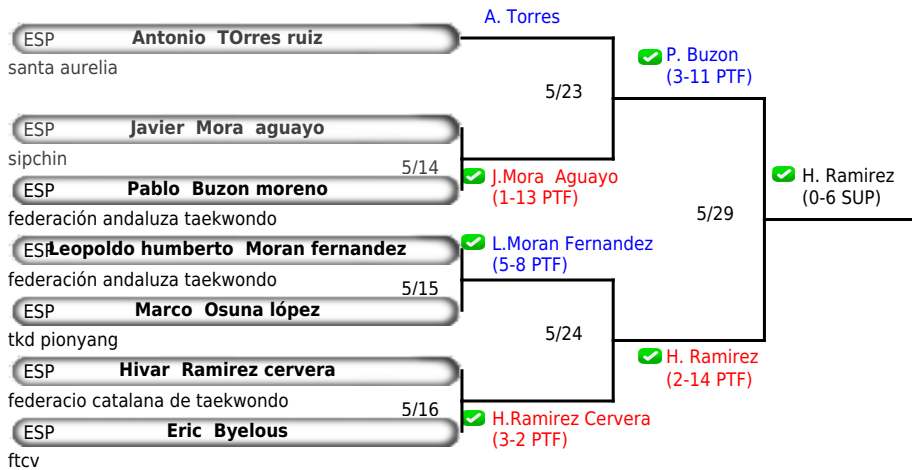 A. Torres
ESP Antonio TOrres ruiz
santa aurelia
P. Buzon
(3-11 PTF)
5/23
ESP Javier Mora aguayo
sipchin
5/14
J.Mora Aguayo
(1-13 PTF)
H. Ramirez
(0-6 SUP)
ESP Pablo Buzon moreno
federación andaluza taekwondo
5/29
ESP Leopoldo humberto Moran fernandez
L.Moran Fernandez
(5-8 PTF)
federación andaluza taekwondo
5/15
ESP Marco Osuna lópez
tkd pionyang
5/24
H. Ramirez
(2-14 PTF)
ESP Hivar Ramirez cervera
federacio catalana de taekwondo
5/16
H.Ramirez Cervera
(3-2 PTF)
ESP Eric Byelous
ftcv